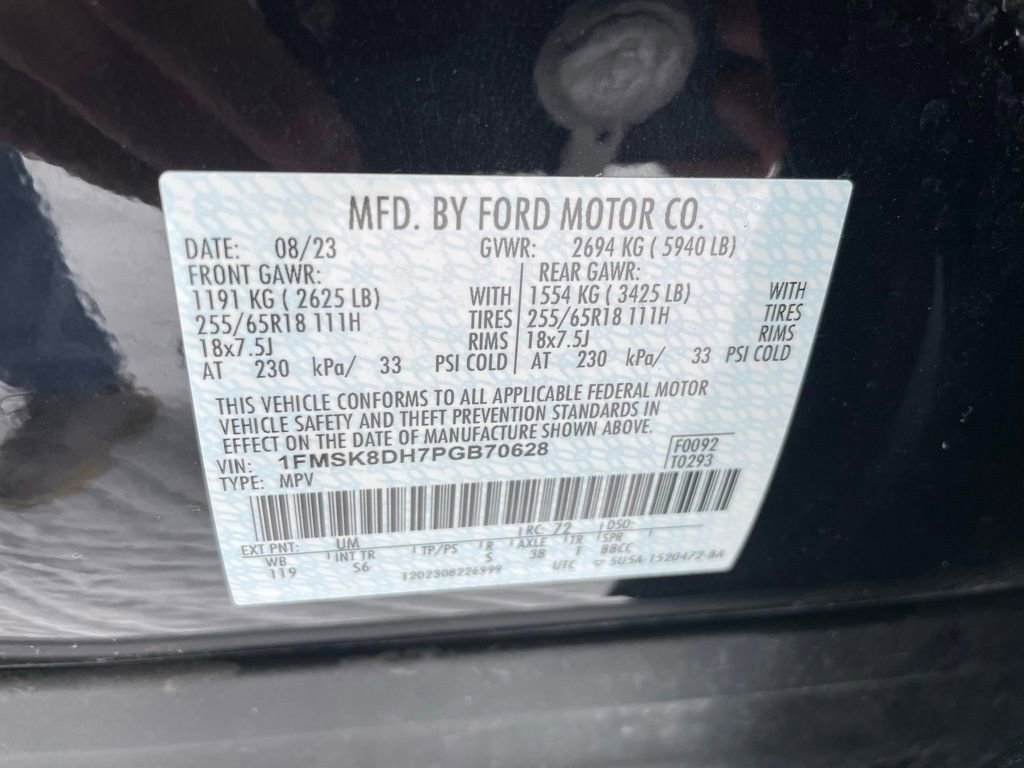 MFD. BY FORD MOTOR CO.
DATE: 08/23 GVWR: 2694 KG ( 5940 LB)
FRONT GAWR: REAR GAWR:
1191 KG ( 2625 LB) WITH 1554 KG ( 3425 LB) WITH
255/65R18 111H TIRES 255/65R18 111H TIRES
18x7.5J RIMS 18x7.5J RIMS
AT 230 kPa/ 33 PSI COLD AT 230 kPa/ 33 PSI COLD
THIS VEHICLE CONFORMS TO ALL APPLICABLE FEDERAL MOTOR
VEHICLE SAFETY AND THEFT PREVENTION STANDARDS IN
EFFECT ON THE DATE OF MANUFACTURE SHOWN ABOVE.
VIN: 1FMSK8DH7PGB70628 F0092
TYPE: MPV T0293
EXT PNT: UM RC: 72 DSO:
WB INT TR TP/PS R AXLE TR SPR
119 S6 S 38 T BBCC
1202308226999 UTC 5U5A-1520472-BA